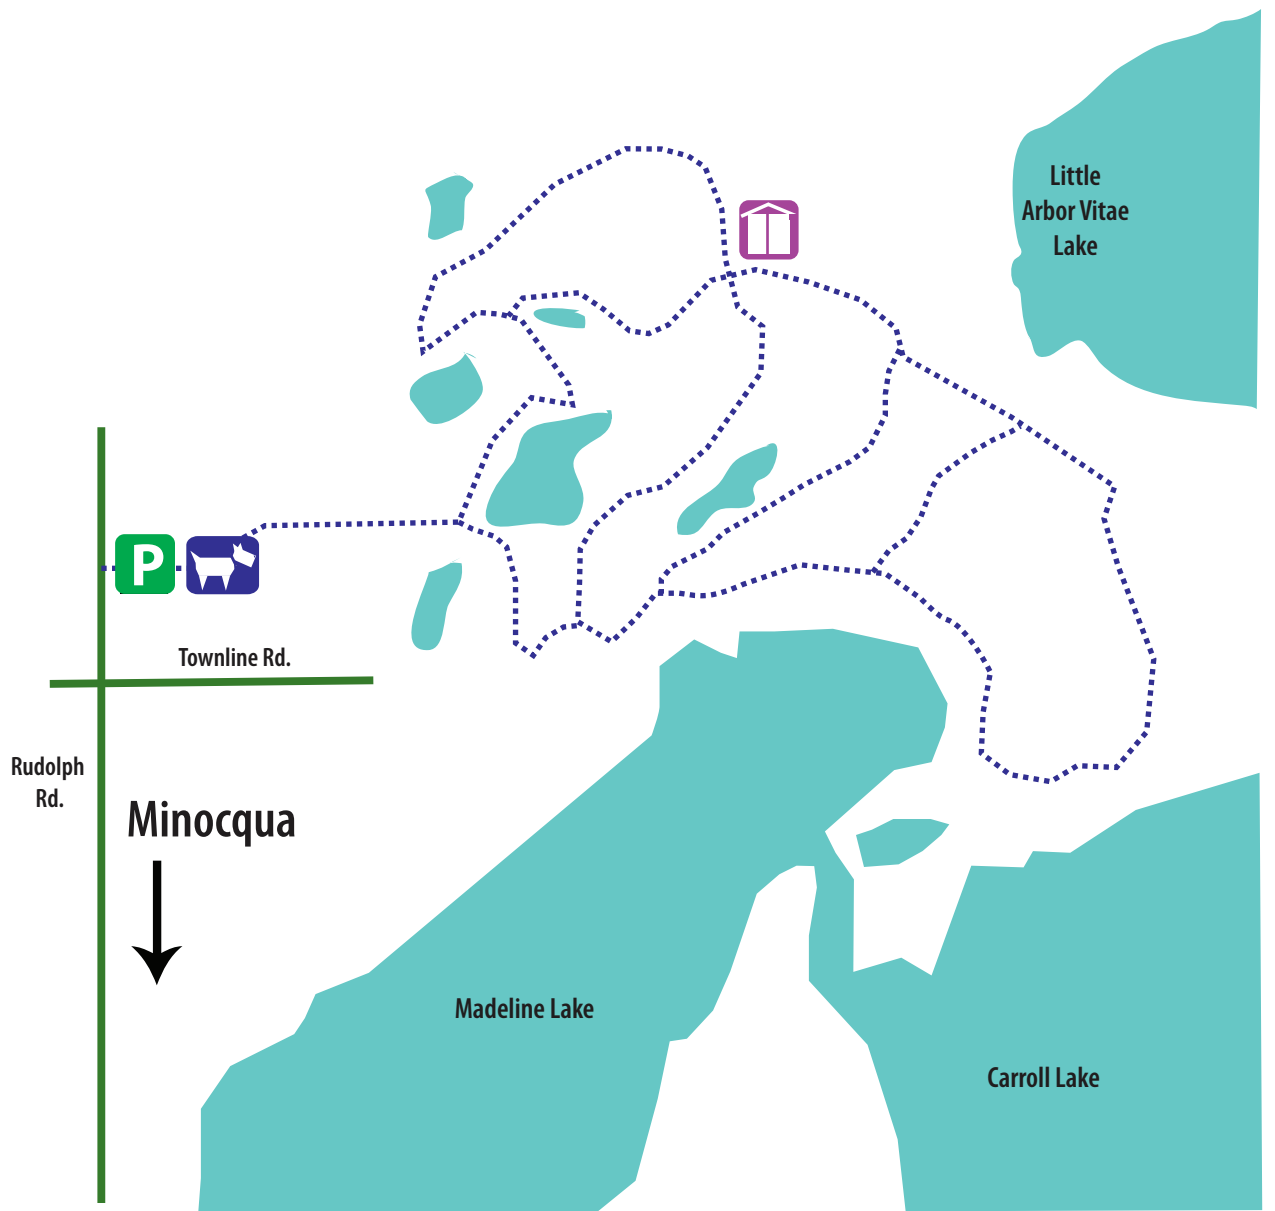 Little
Arbor Vitae
Lake
P
Townline Rd.
Rudolph
Rd.
Minocqua
Madeline Lake
Carroll Lake